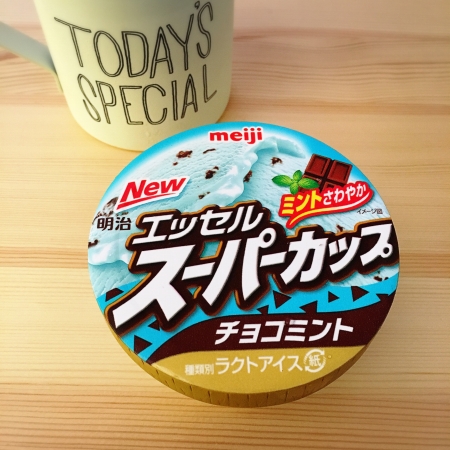 TODAY'S
SPECIAL
meiji
New
ミントさわやか
イメージ図
明治
エッセル
スーパーカップ
チョコミント
種類別 ラクトアイス 紙